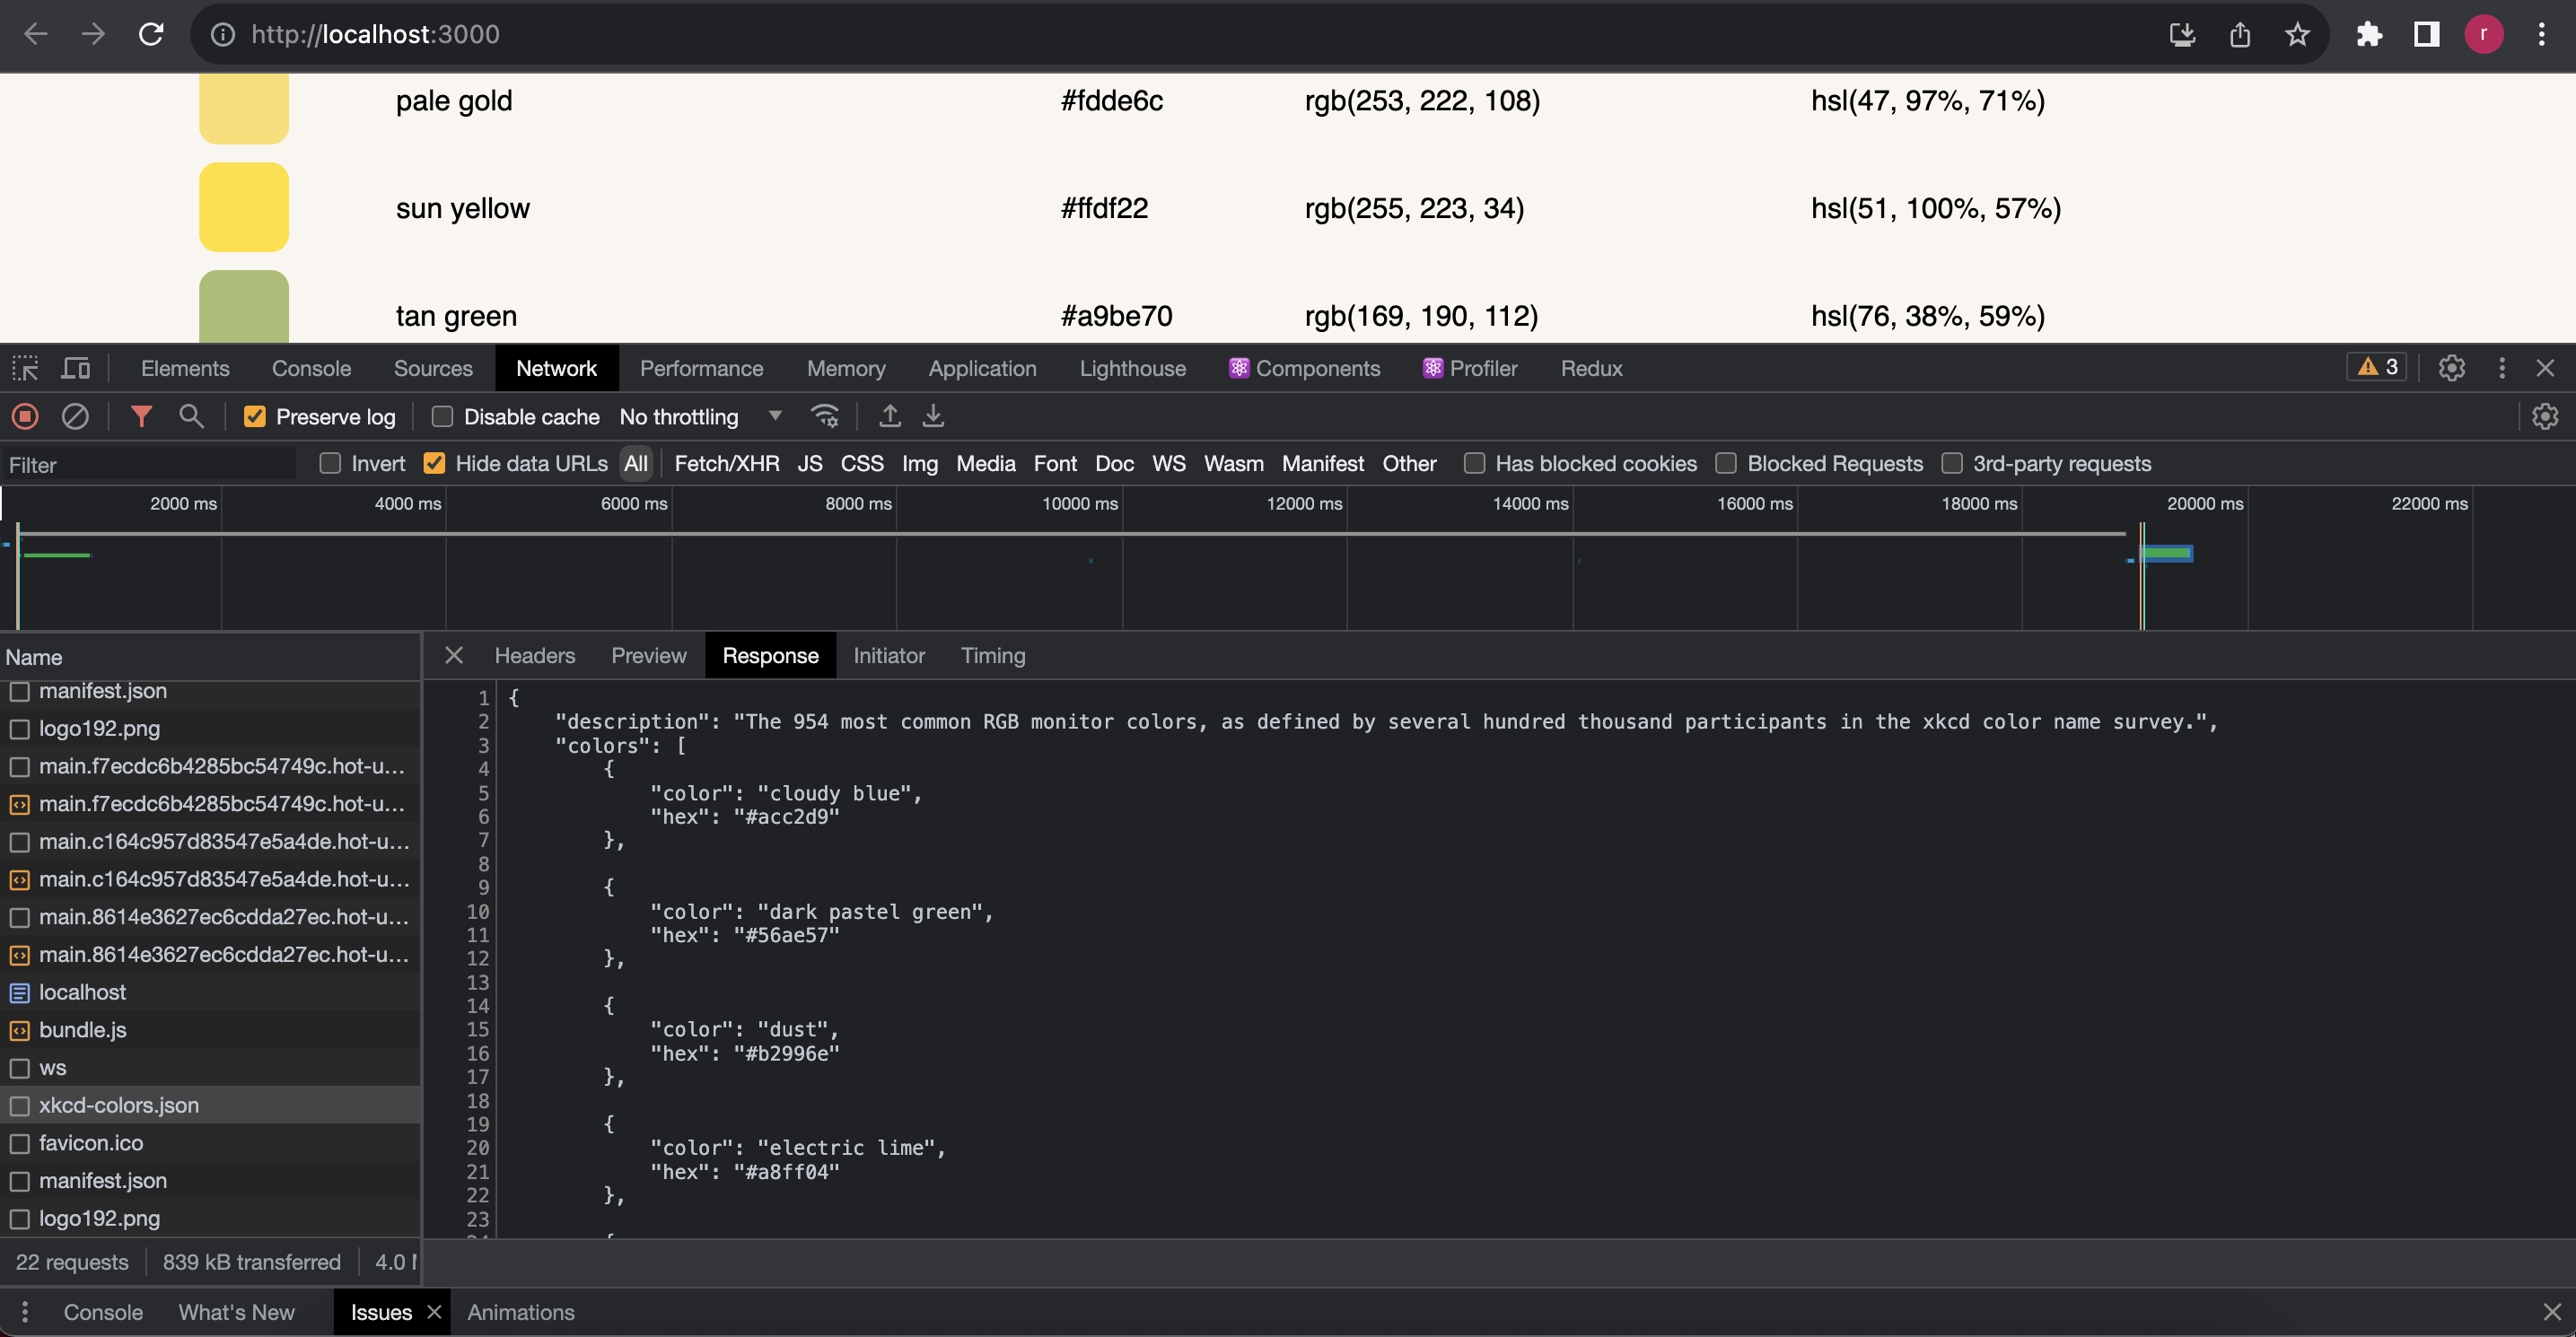 http://localhost:3000
r
pale gold #fdde6c rgb(253, 222, 108) hsl(47, 97%, 71%)
sun yellow #ffdf22 rgb(255, 223, 34) hsl(51, 100%, 57%)
tan green #a9be70 rgb(169, 190, 112) hsl(76, 38%, 59%)
Elements Console Sources Network Performance Memory Application Lighthouse Components Profiler Redux 3
Preserve log Disable cache No throttling
Filter Invert Hide data URLs All Fetch/XHR JS CSS Img Media Font Doc WS Wasm Manifest Other Has blocked cookies Blocked Requests 3rd-party requests
2000 ms 4000 ms 6000 ms 8000 ms 10000 ms 12000 ms 14000 ms 16000 ms 18000 ms 20000 ms 22000 ms
Name
manifest.json
logo192.png
main.f7ecdc6b4285bc54749c.hot-u...
main.f7ecdc6b4285bc54749c.hot-u...
main.c164c957d83547e5a4de.hot-u...
main.c164c957d83547e5a4de.hot-u...
main.8614e3627ec6cdda27ec.hot-u...
main.8614e3627ec6cdda27ec.hot-u...
localhost
bundle.js
ws
xkcd-colors.json
favicon.ico
manifest.json
logo192.png
22 requests 839 kB transferred 4.0
Headers Preview Response Initiator Timing
1 {
2 "description": "The 954 most common RGB monitor colors, as defined by several hundred thousand participants in the xkcd color name survey.",
3 "colors": [
4 {
5 "color": "cloudy blue",
6 "hex": "#acc2d9"
7 },
8
9 {
10 "color": "dark pastel green",
11 "hex": "#56ae57"
12 },
13
14 {
15 "color": "dust",
16 "hex": "#b2996e"
17 },
18
19 {
20 "color": "electric lime",
21 "hex": "#a8ff04"
22 },
23
24 {
Console What's New Issues Animations